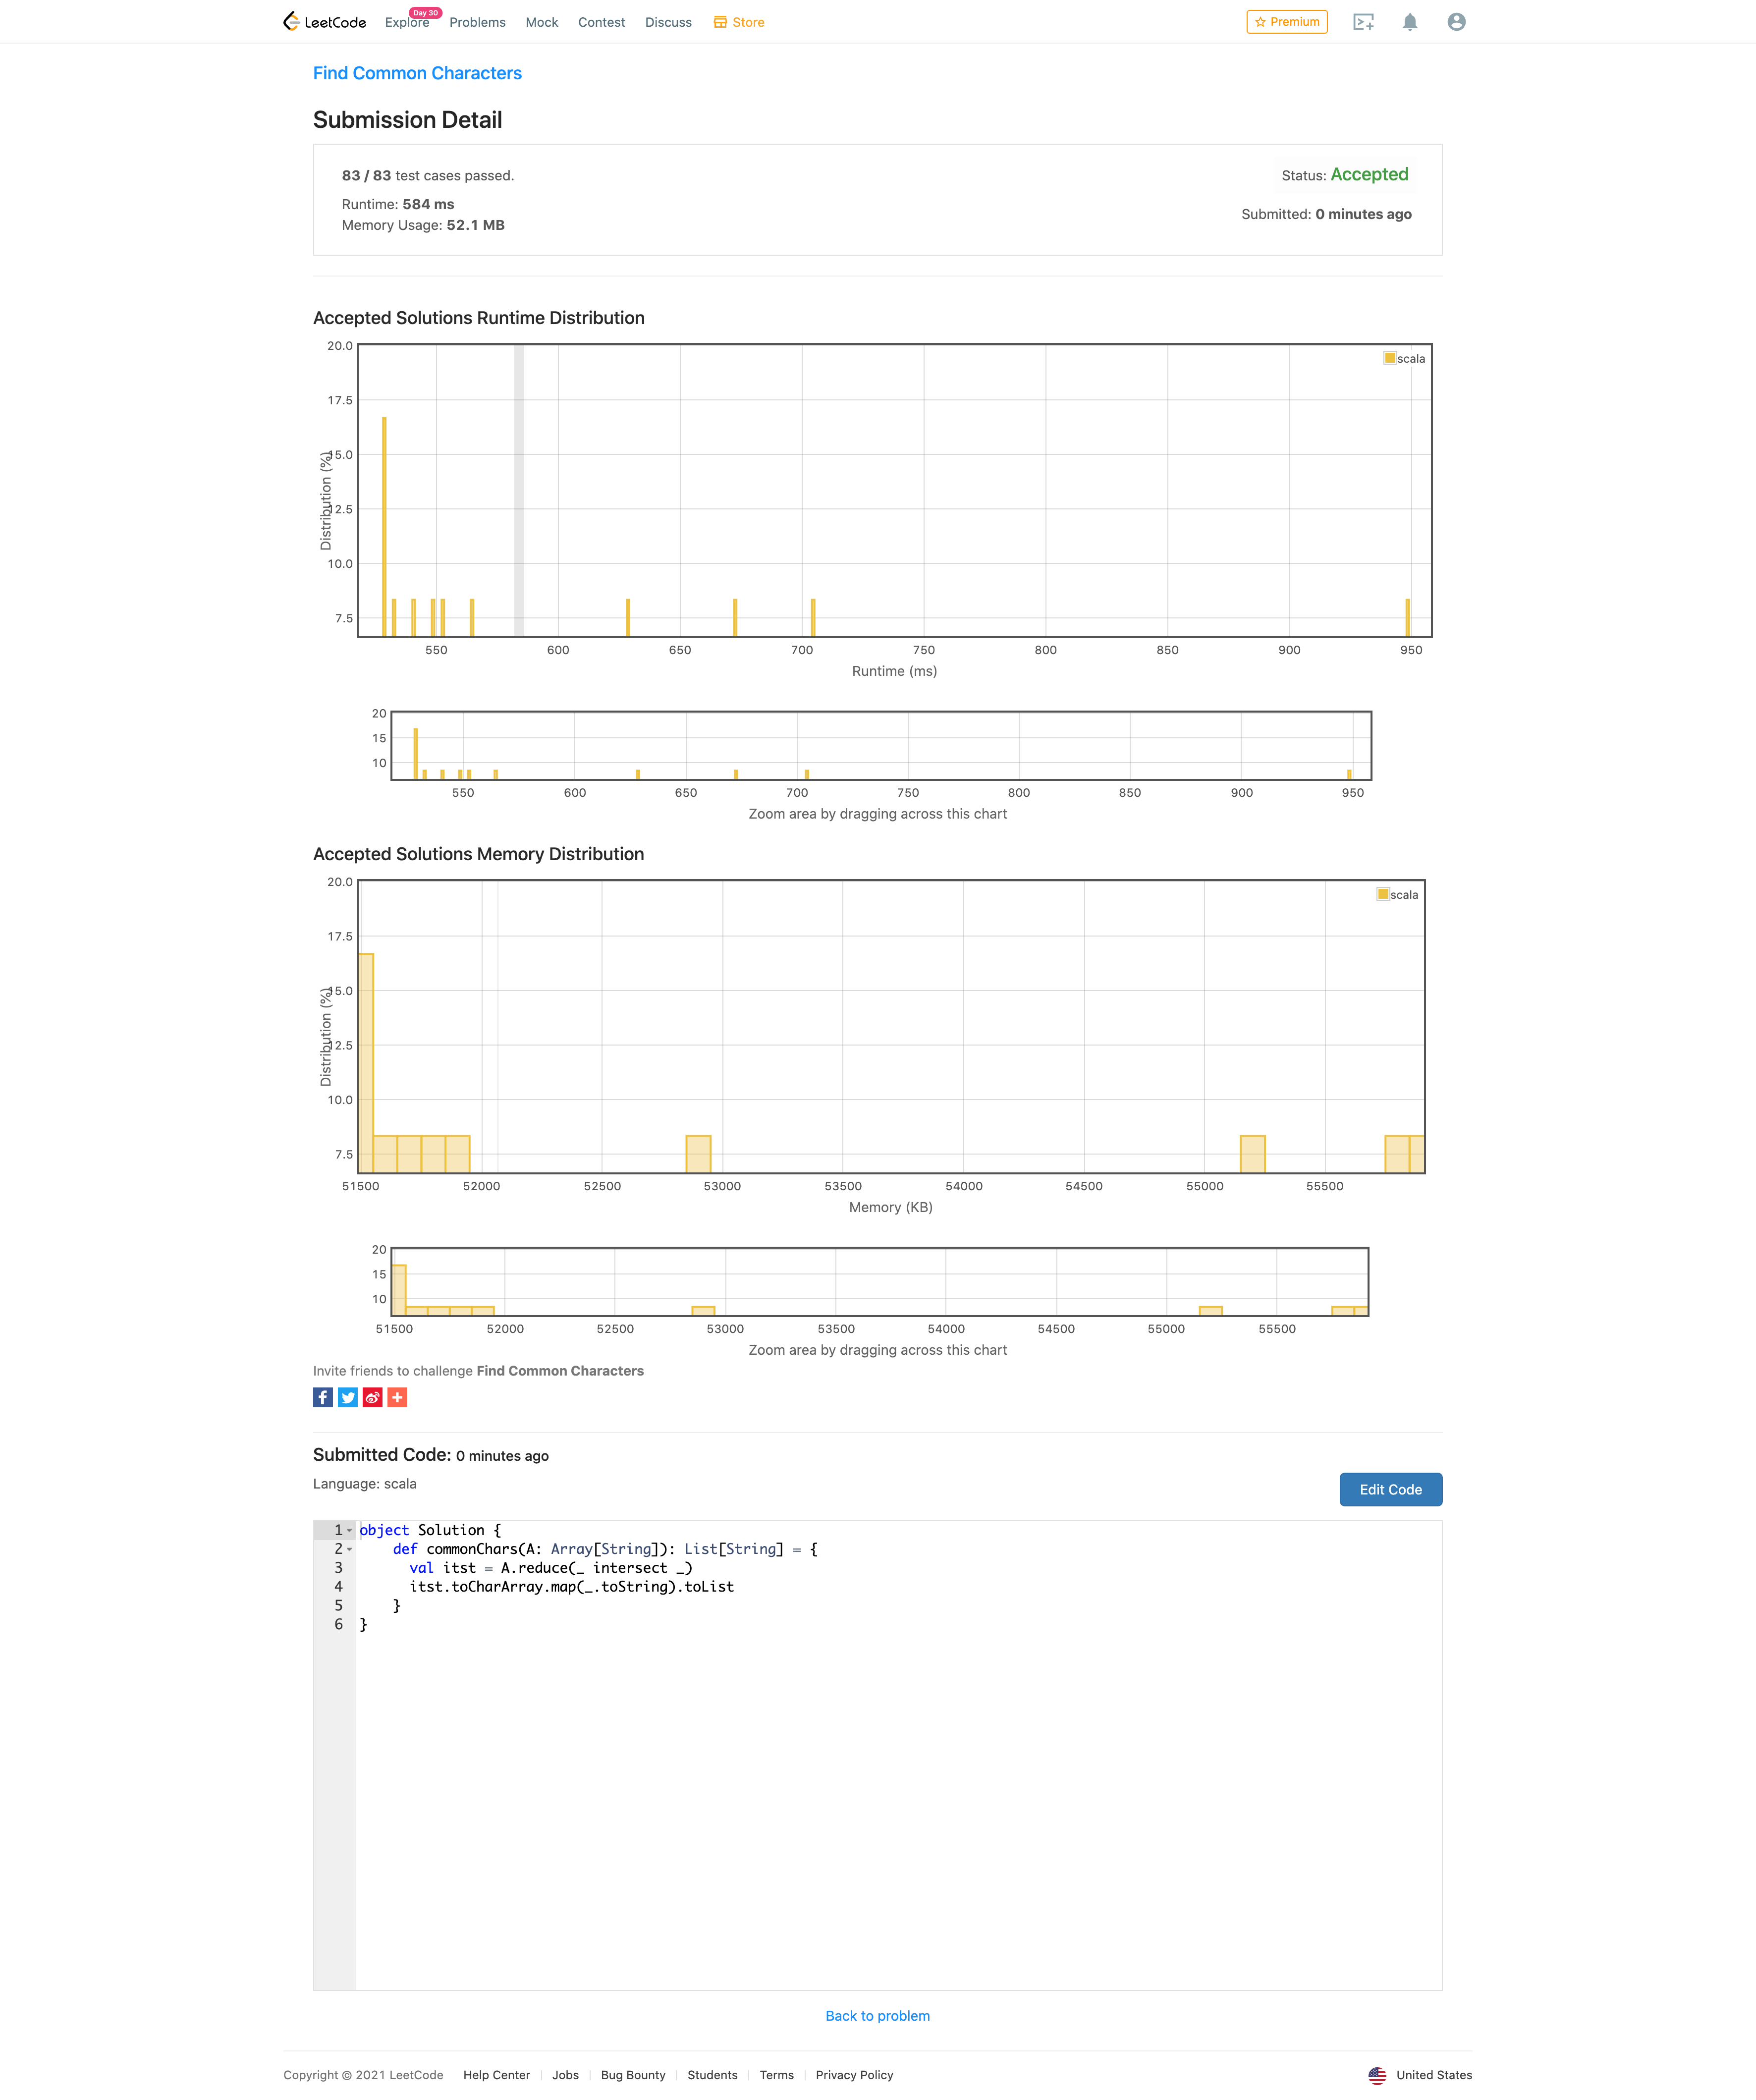 LeetCode Explore Day 30 Problems Mock Contest Discuss Store Premium
Find Common Characters
Submission Detail
83 / 83 test cases passed.
Status: Accepted
Runtime: 584 ms
Submitted: 0 minutes ago
Memory Usage: 52.1 MB
Accepted Solutions Runtime Distribution
20.0
scala
17.5
15.0
Distribution (%)
12.5
10.0
7.5
550 600 650 700 750 800 850 900 950
Runtime (ms)
20
15
10
550 600 650 700 750 800 850 900 950
Zoom area by dragging across this chart
Accepted Solutions Memory Distribution
20.0
scala
17.5
15.0
Distribution (%)
12.5
10.0
7.5
51500 52000 52500 53000 53500 54000 54500 55000 55500
Memory (KB)
20
15
10
51500 52000 52500 53000 53500 54000 54500 55000 55500
Zoom area by dragging across this chart
Invite friends to challenge Find Common Characters
Submitted Code: 0 minutes ago
Language: scala
Edit Code
1 object Solution {
2     def commonChars(A: Array[String]): List[String] = {
3       val itst = A.reduce(_ intersect _)
4       itst.toCharArray.map(_.toString).toList
5     }
6 }
Back to problem
Copyright © 2021 LeetCode Help Center | Jobs | Bug Bounty | Students | Terms | Privacy Policy United States